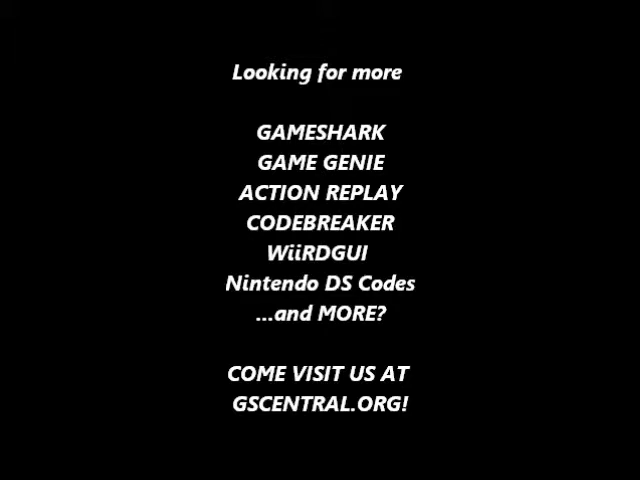 Looking for more
GAMESHARK
GAME GENIE
ACTION REPLAY
CODEBREAKER
WiiRDGUI
Nintendo DS Codes
...and MORE?
COME VISIT US AT
GSCENTRAL.ORG!